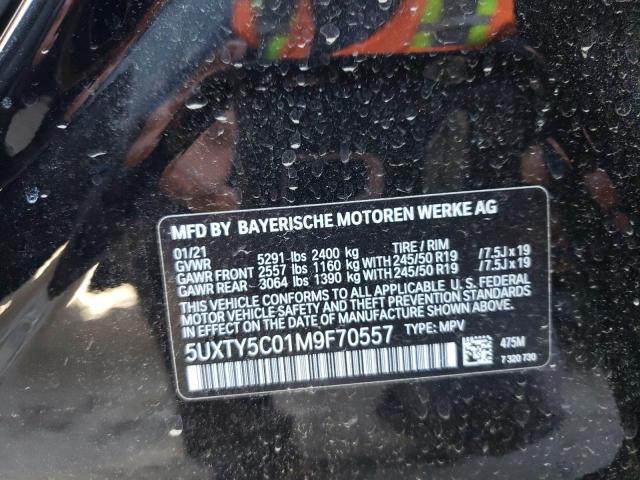 MFD BY BAYERISCHE MOTOREN WERKE AG
01/21 TIRE / RIM
GVWR 5291 lbs 2400 kg
GAWR FRONT 2557 lbs 1160 kg WITH 245/50 R19 /7.5J x 19
GAWR REAR 3064 lbs 1390 kg WITH 245/50 R19 /7.5J x 19
THIS VEHICLE CONFORMS TO ALL APPLICABLE U. S. FEDERAL
MOTOR VEHICLE SAFETY AND THEFT PREVENTION STANDARDS
IN EFFECT ON THE DATE OF MANUFACTURE SHOWN ABOVE.
5UXTY5C01M9F70557 TYPE: MPV
475M
7 320 730